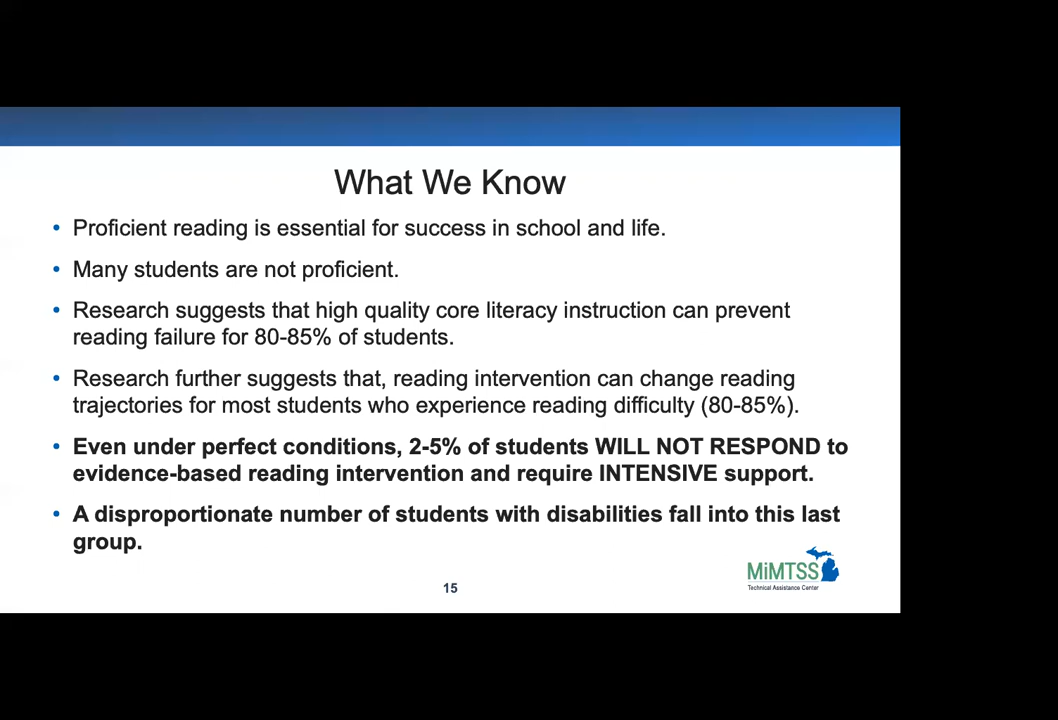 What We Know
• Proficient reading is essential for success in school and life.
• Many students are not proficient.
• Research suggests that high quality core literacy instruction can prevent
reading failure for 80-85% of students.
• Research further suggests that, reading intervention can change reading
trajectories for most students who experience reading difficulty (80-85%).
• Even under perfect conditions, 2-5% of students WILL NOT RESPOND to
evidence-based reading intervention and require INTENSIVE support.
• A disproportionate number of students with disabilities fall into this last
group.
15
MiMTSS
Technical Assistance Center